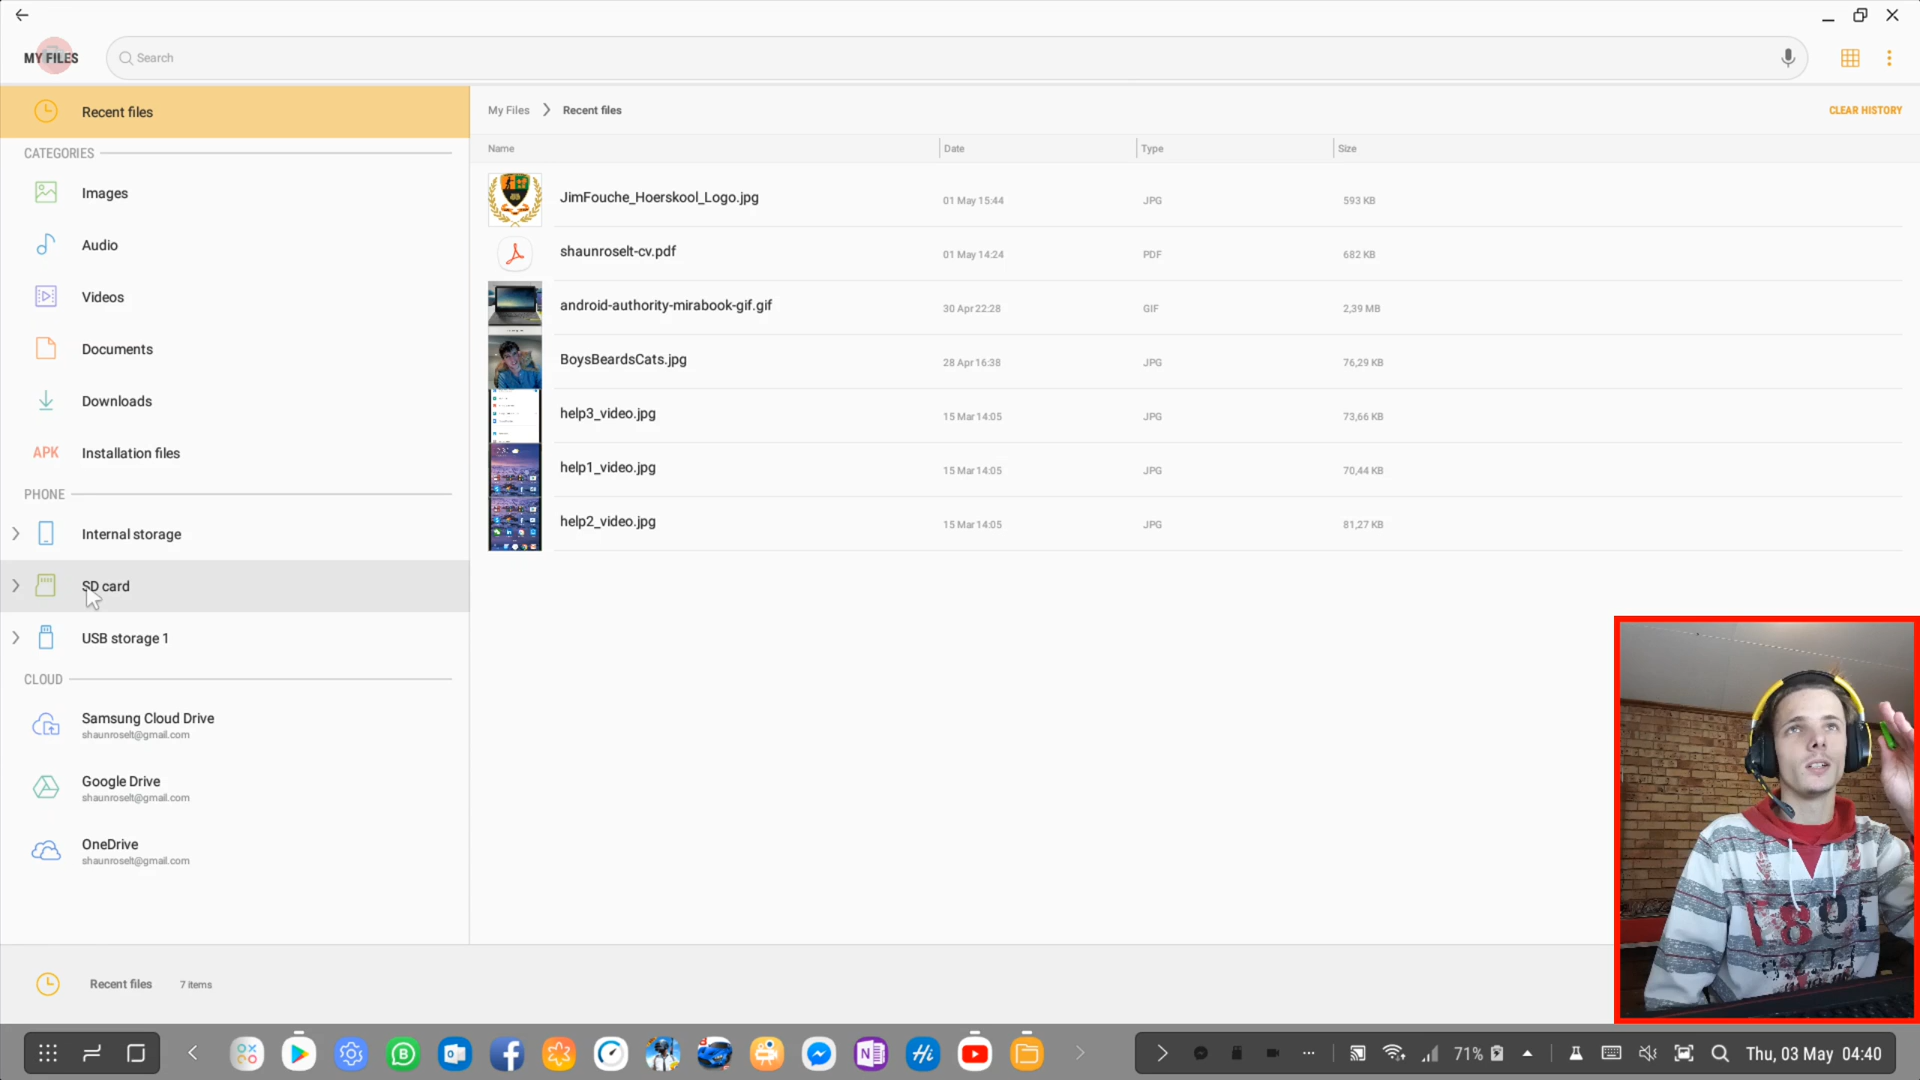 MY FILES
Search
Recent files
CATEGORIES
Images
Audio
Videos
Documents
Downloads
APK Installation files
PHONE
Internal storage
SD card
USB storage 1
CLOUD
Samsung Cloud Drive
shaunroselt@gmail.com
Google Drive
shaunroselt@gmail.com
OneDrive
shaunroselt@gmail.com
My Files > Recent files
CLEAR HISTORY
Name Date Type Size
JimFouche_Hoerskool_Logo.jpg 01 May 15:44 JPG 593 KB
shaunroselt-cv.pdf 01 May 14:24 PDF 682 KB
android-authority-mirabook-gif.gif 30 Apr 22:28 GIF 2,39 MB
BoysBeardsCats.jpg 28 Apr 16:38 JPG 76,29 KB
help3_video.jpg 15 Mar 14:05 JPG 73,66 KB
help1_video.jpg 15 Mar 14:05 JPG 70,44 KB
help2_video.jpg 15 Mar 14:05 JPG 81,27 KB
Recent files 7 items
Hi
71%
Thu, 03 May 04:40